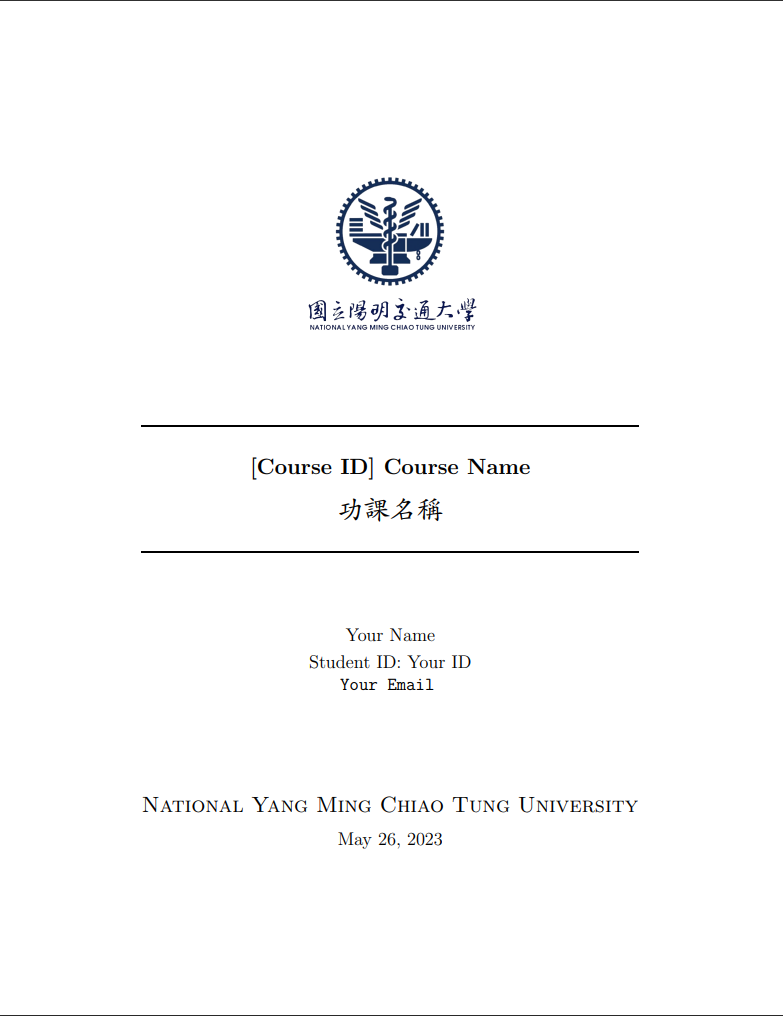 國立陽明交通大學
NATIONAL YANG MING CHIAO TUNG UNIVERSITY
[Course ID] Course Name
功課名稱
Your Name
Student ID: Your ID
Your Email
National Yang Ming Chiao Tung University
May 26, 2023